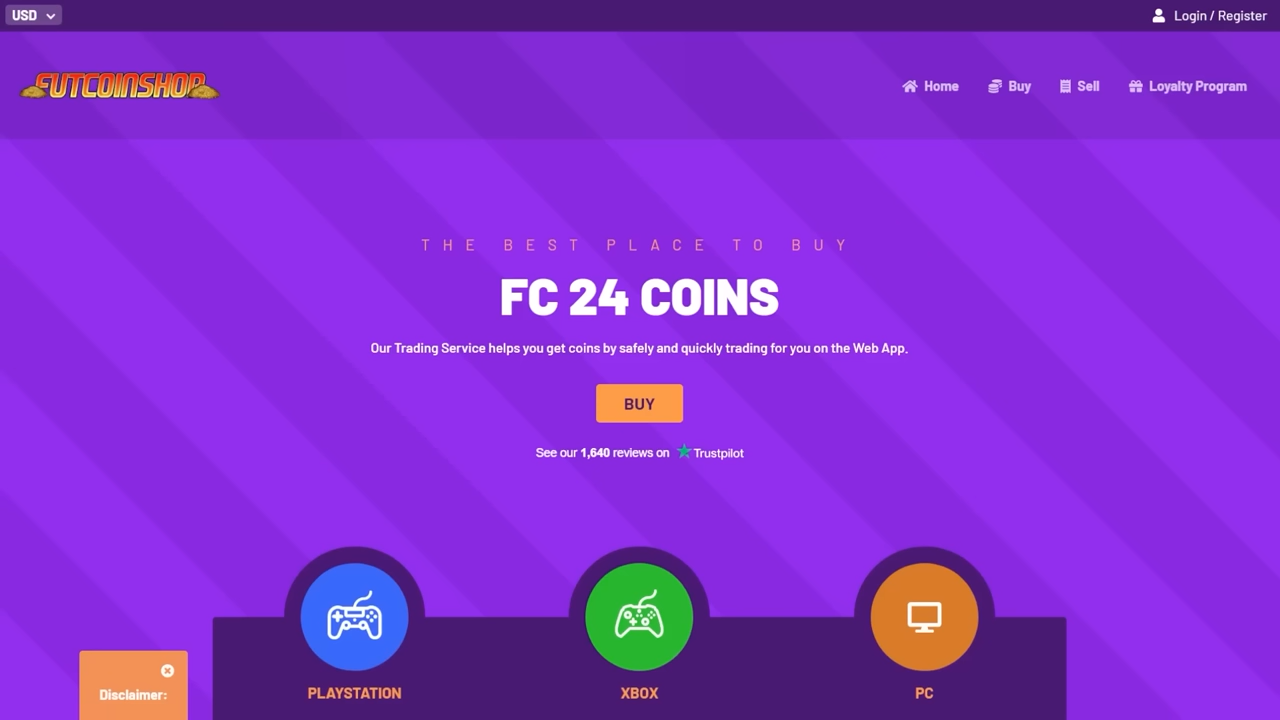 USD
Login / Register
FUTCOINSHOP
Home
Buy
Sell
Loyalty Program
THE BEST PLACE TO BUY
FC 24 COINS
Our Trading Service helps you get coins by safely and quickly trading for you on the Web App.
BUY
See our 1,640 reviews on Trustpilot
PLAYSTATION
XBOX
PC
Disclaimer: